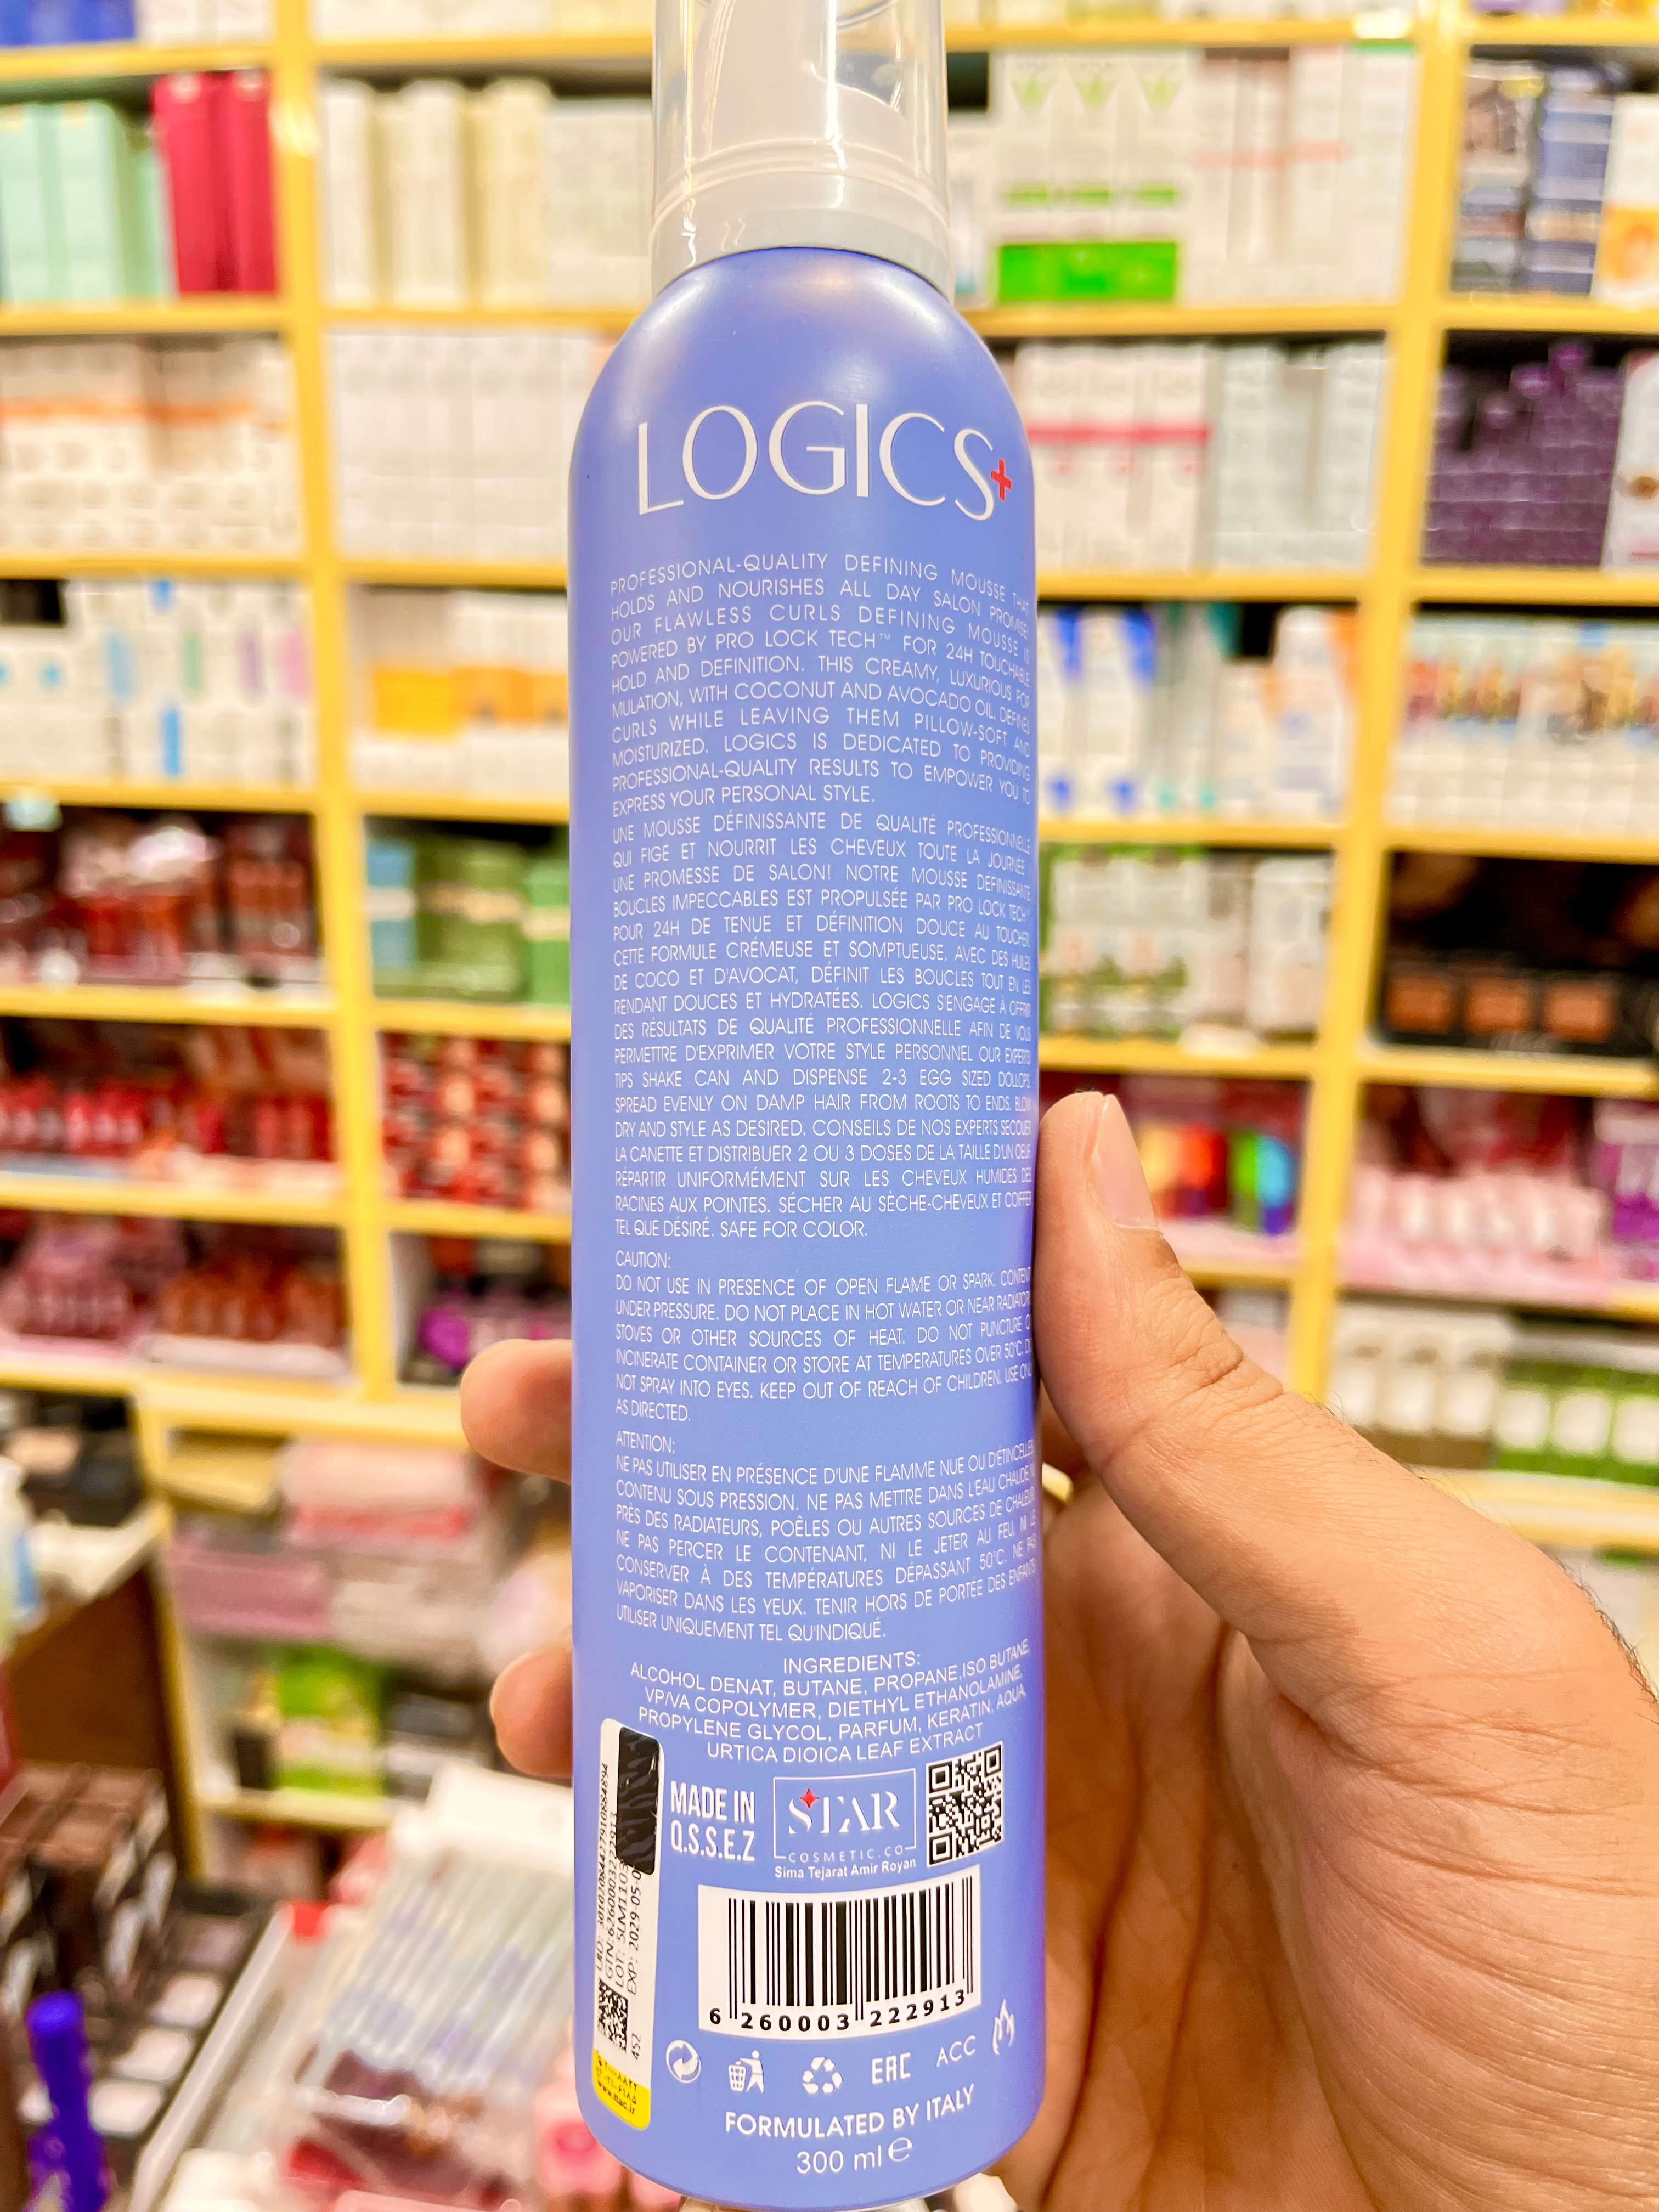 LOGICS+
PROFESSIONAL-QUALITY DEFINING MOUSSE THAT
HOLDS AND NOURISHES ALL DAY SALON PROMISE!
OUR FLAWLESS CURLS DEFINING MOUSSE IS
POWERED BY PRO LOCK TECH™ FOR 24H TOUCHABLE
HOLD AND DEFINITION. THIS CREAMY, LUXURIOUS FOR
MULATION, WITH COCONUT AND AVOCADO OIL, DEFINES
CURLS WHILE LEAVING THEM PILLOW-SOFT AND
MOISTURIZED. LOGICS IS DEDICATED TO PROVIDING
PROFESSIONAL-QUALITY RESULTS TO EMPOWER YOU TO
EXPRESS YOUR PERSONAL STYLE.
UNE MOUSSE DÉFINISSANTE DE QUALITÉ PROFESSIONNELLE
QUI FIGE ET NOURRIT LES CHEVEUX TOUTE LA JOURNÉE
UNE PROMESSE DE SALON! NOTRE MOUSSE DÉFINISSANTE
BOUCLES IMPECCABLES EST PROPULSÉE PAR PRO LOCK TECH™
POUR 24H DE TENUE ET DÉFINITION DOUCE AU TOUCHER.
CETTE FORMULE CRÉMEUSE ET SOMPTUEUSE, AVEC DES HUILES
DE COCO ET D'AVOCAT, DÉFINIT LES BOUCLES TOUT EN LES
RENDANT DOUCES ET HYDRATÉES. LOGICS S'ENGAGE À OFFRIR
DES RÉSULTATS DE QUALITÉ PROFESSIONNELLE AFIN DE VOUS
PERMETTRE D'EXPRIMER VOTRE STYLE PERSONNEL OUR EXPERTS
TIPS SHAKE CAN AND DISPENSE 2-3 EGG SIZED DOLLOPS.
SPREAD EVENLY ON DAMP HAIR FROM ROOTS TO ENDS. BLOW
DRY AND STYLE AS DESIRED. CONSEILS DE NOS EXPERTS SECOUER
LA CANETTE ET DISTRIBUER 2 OU 3 DOSES DE LA TAILLE D'UN OEUF.
RÉPARTIR UNIFORMÉMENT SUR LES CHEVEUX HUMIDES DES
RACINES AUX POINTES. SÉCHER AU SÈCHE-CHEVEUX ET COIFFER
TEL QUE DÉSIRÉ. SAFE FOR COLOR.
CAUTION:
DO NOT USE IN PRESENCE OF OPEN FLAME OR SPARK. CONTENT
UNDER PRESSURE. DO NOT PLACE IN HOT WATER OR NEAR RADIATORS
STOVES OR OTHER SOURCES OF HEAT. DO NOT PUNCTURE O
INCINERATE CONTAINER OR STORE AT TEMPERATURES OVER 50°C. D
NOT SPRAY INTO EYES. KEEP OUT OF REACH OF CHILDREN. USE ONL
AS DIRECTED.
ATTENTION:
NE PAS UTILISER EN PRÉSENCE D'UNE FLAMME NUE OU D'ÉTINCELLES
CONTENU SOUS PRESSION. NE PAS METTRE DANS L'EAU CHAUDE NI
PRÈS DES RADIATEURS, POÊLES OU AUTRES SOURCES DE CHALEUR.
NE PAS PERCER LE CONTENANT, NI LE JETER AU FEU, NI LE
CONSERVER À DES TEMPÉRATURES DÉPASSANT 50°C. NE PAS
VAPORISER DANS LES YEUX. TENIR HORS DE PORTÉE DES ENFANTS
UTILISER UNIQUEMENT TEL QU'INDIQUÉ.
INGREDIENTS:
ALCOHOL DENAT, BUTANE, PROPANE,ISO BUTANE,
VP/VA COPOLYMER, DIETHYL ETHANOLAMINE,
PROPYLENE GLYCOL, PARFUM, KERATIN, AQUA,
URTICA DIOICA LEAF EXTRACT
MADE IN
Q.S.S.E.Z
STAR
COSMETIC.CO
Sima Tejarat Amir Royan
GTIN:6260003222913
EXP: 2029-05-0
452
6 260003 222913
EAC ACC
FORMULATED BY ITALY
300 ml e